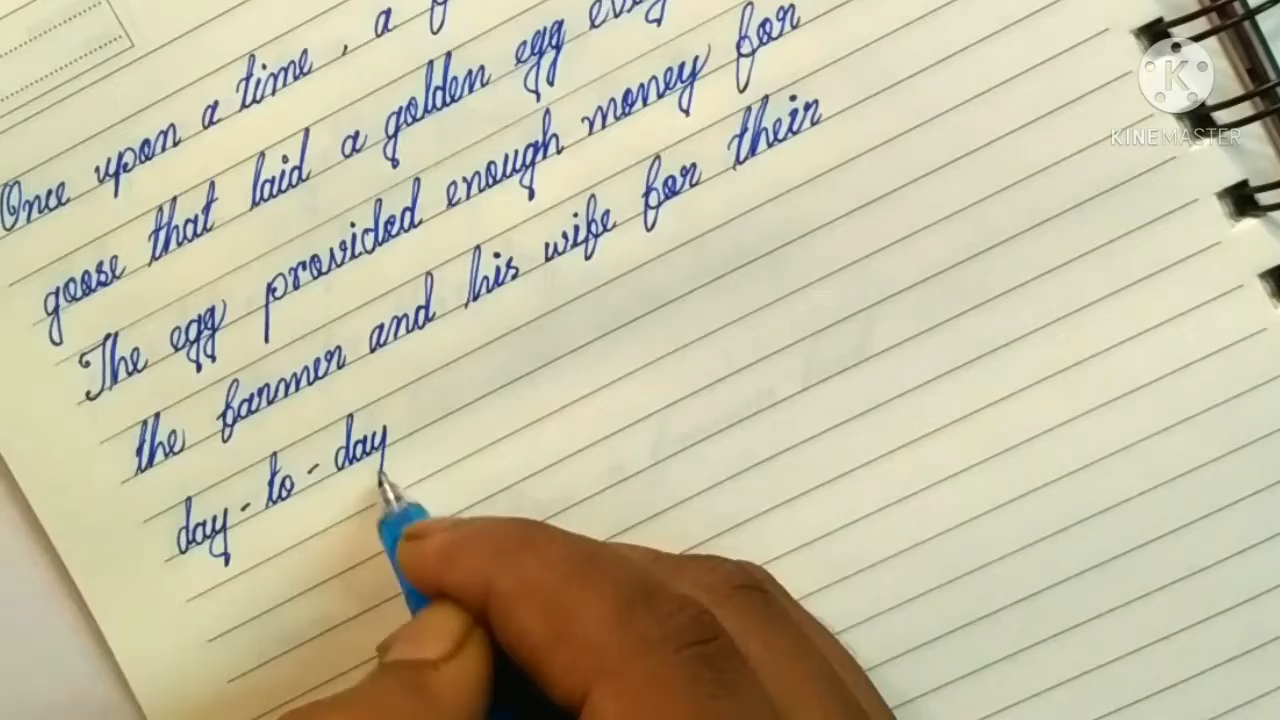 Once upon a time, a
goose that laid a golden egg
The egg provided enough money for
the farmer and his wife for their
day-to-day
KINEMASTER